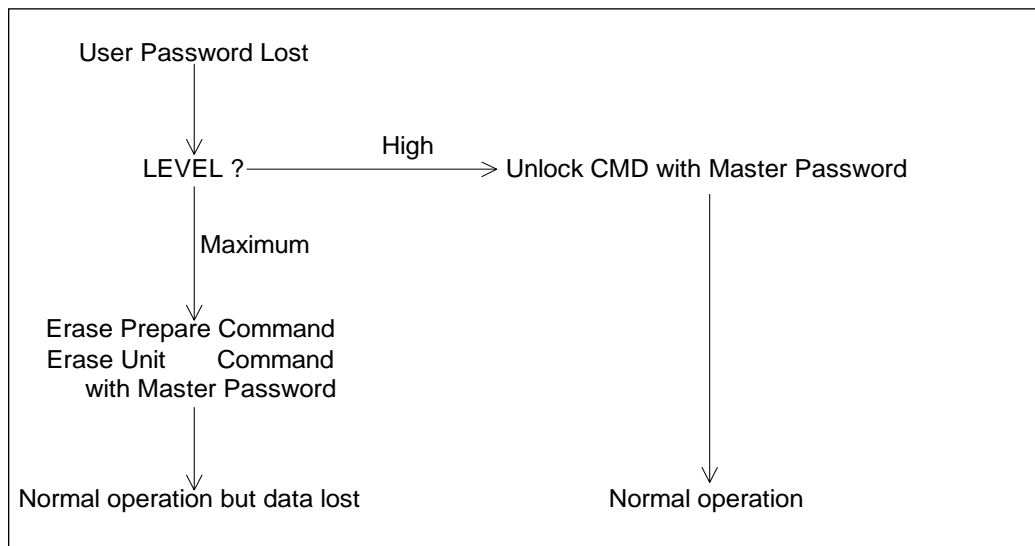 User Password Lost
High
LEVEL ?
Unlock CMD with Master Password
Maximum
Erase Prepare Command
Erase Unit Command
with Master Password
Normal operation but data lost
Normal operation